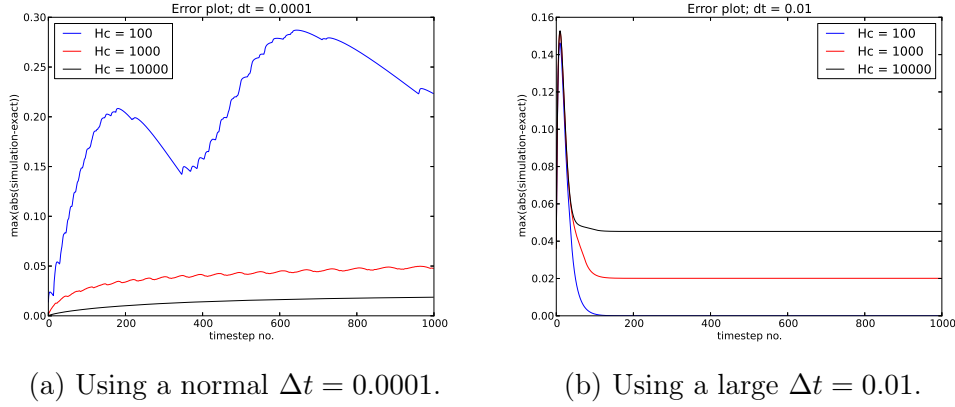 Error plot; dt = 0.0001
max(abs(simulation-exact))
0.30
0.25
0.20
0.15
0.10
0.05
0.00
Hc = 100
Hc = 1000
Hc = 10000
0 200 400 600 800 1000
timestep no.
(a) Using a normal Δt = 0.0001.
Error plot; dt = 0.01
max(abs(simulation-exact))
0.16
0.14
0.12
0.10
0.08
0.06
0.04
0.02
0.00
Hc = 100
Hc = 1000
Hc = 10000
0 200 400 600 800 1000
timestep no.
(b) Using a large Δt = 0.01.